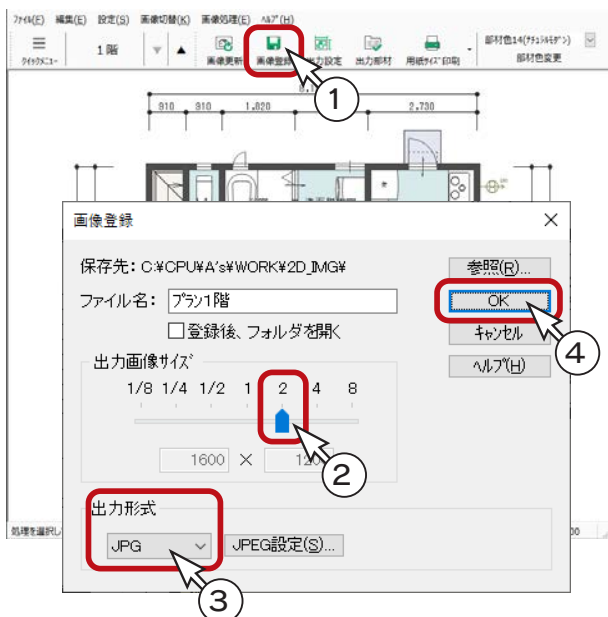 ファイル(F) 編集(E) 設定(S) 画像切替(K) 画像処理(E) ヘルプ(H)
クイックメニュー 1 階 ▼ ▲ 画像更新 画像登録 出力設定 出力部材 用紙サイズ印刷 部材色14(ナチュラルモダン) 部材色変更
1
910 910 1,820 2,730
画像登録
保存先: C:¥CPU¥A's¥WORK¥2D_IMG¥ 参照(R)...
ファイル名: プラン1階 OK
登録後、フォルダを開く キャンセル
4
出力画像サイズ ヘルプ(H)
1/8 1/4 1/2 1 2 4 8
1600 × 1200
2
出力形式
JPG JPEG設定(S)...
3